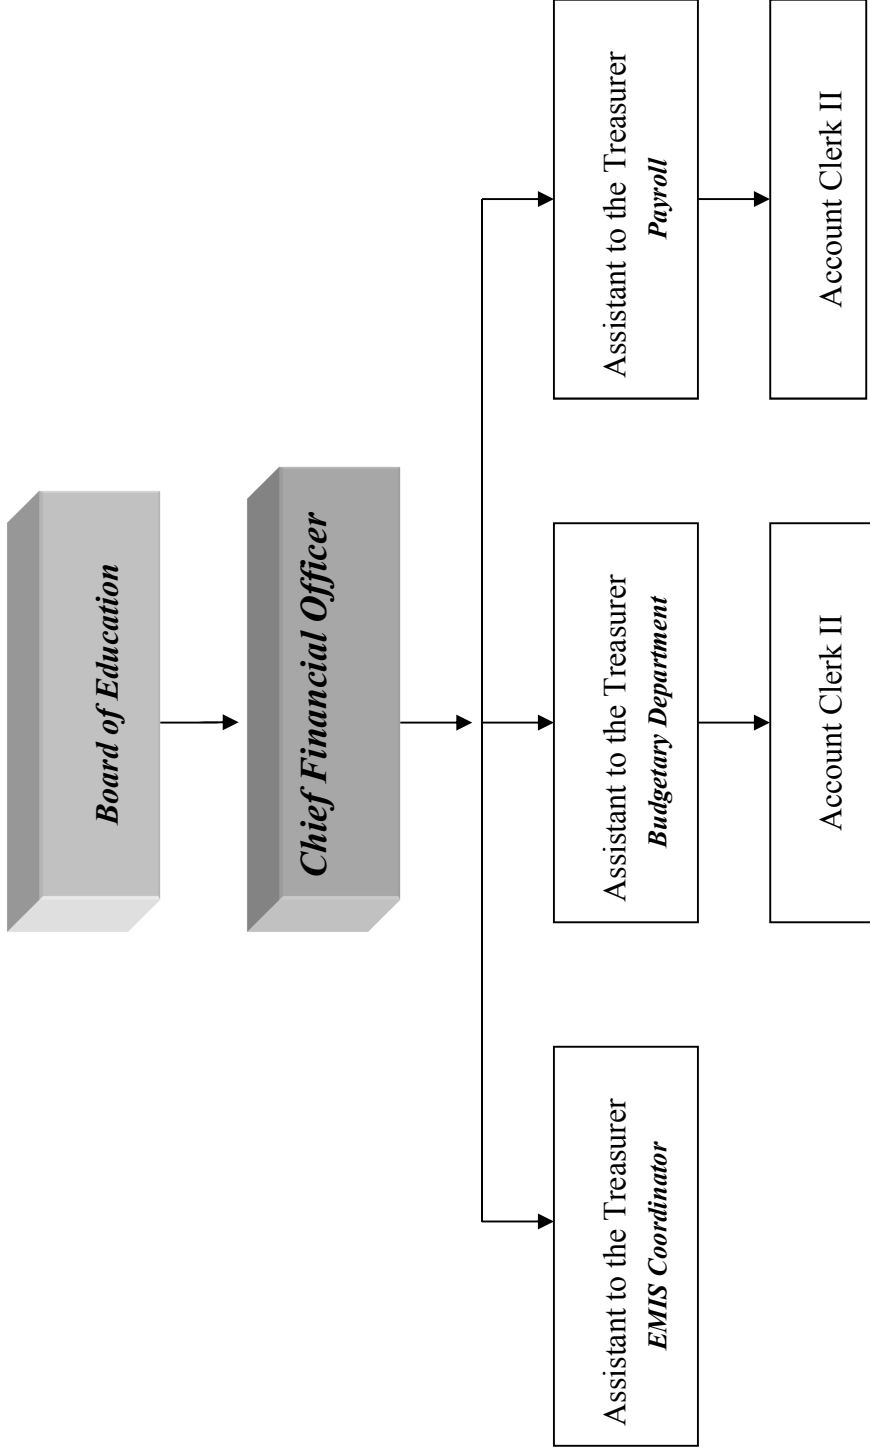 Board of Education
Chief Financial Officer
Assistant to the Treasurer
EMIS Coordinator
Assistant to the Treasurer
Budgetary Department
Assistant to the Treasurer
Payroll
Account Clerk II
Account Clerk II